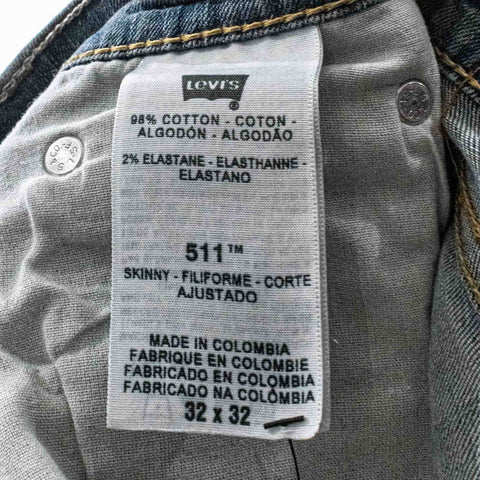 Levi's
®
98% COTTON - COTON -
ALGODÓN - ALGODÃO
2% ELASTANE - ELASTHANNE -
ELASTANO
511™
SKINNY - FILIFORME - CORTE
AJUSTADO
MADE IN COLOMBIA
FABRIQUE EN COLOMBIE
FABRICADO EN COLOMBIA
FABRICADO NA COLÔMBIA
32 x 32